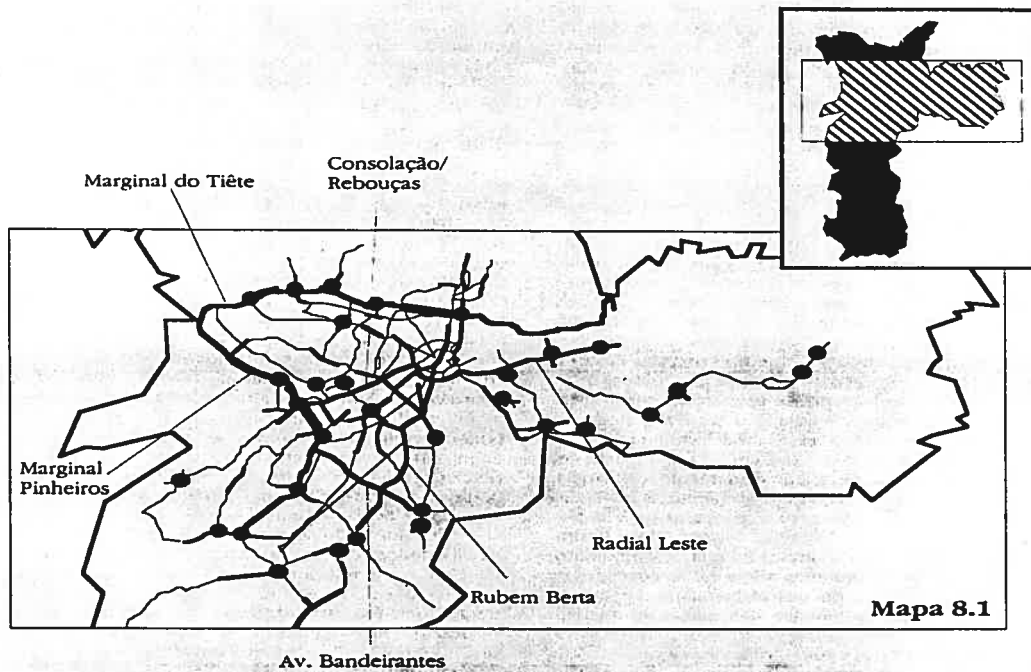 Consolação/
Rebouças
Marginal do Tiête
Marginal
Pinheiros
Radial Leste
Rubem Berta
Mapa 8.1
Av. Bandeirantes